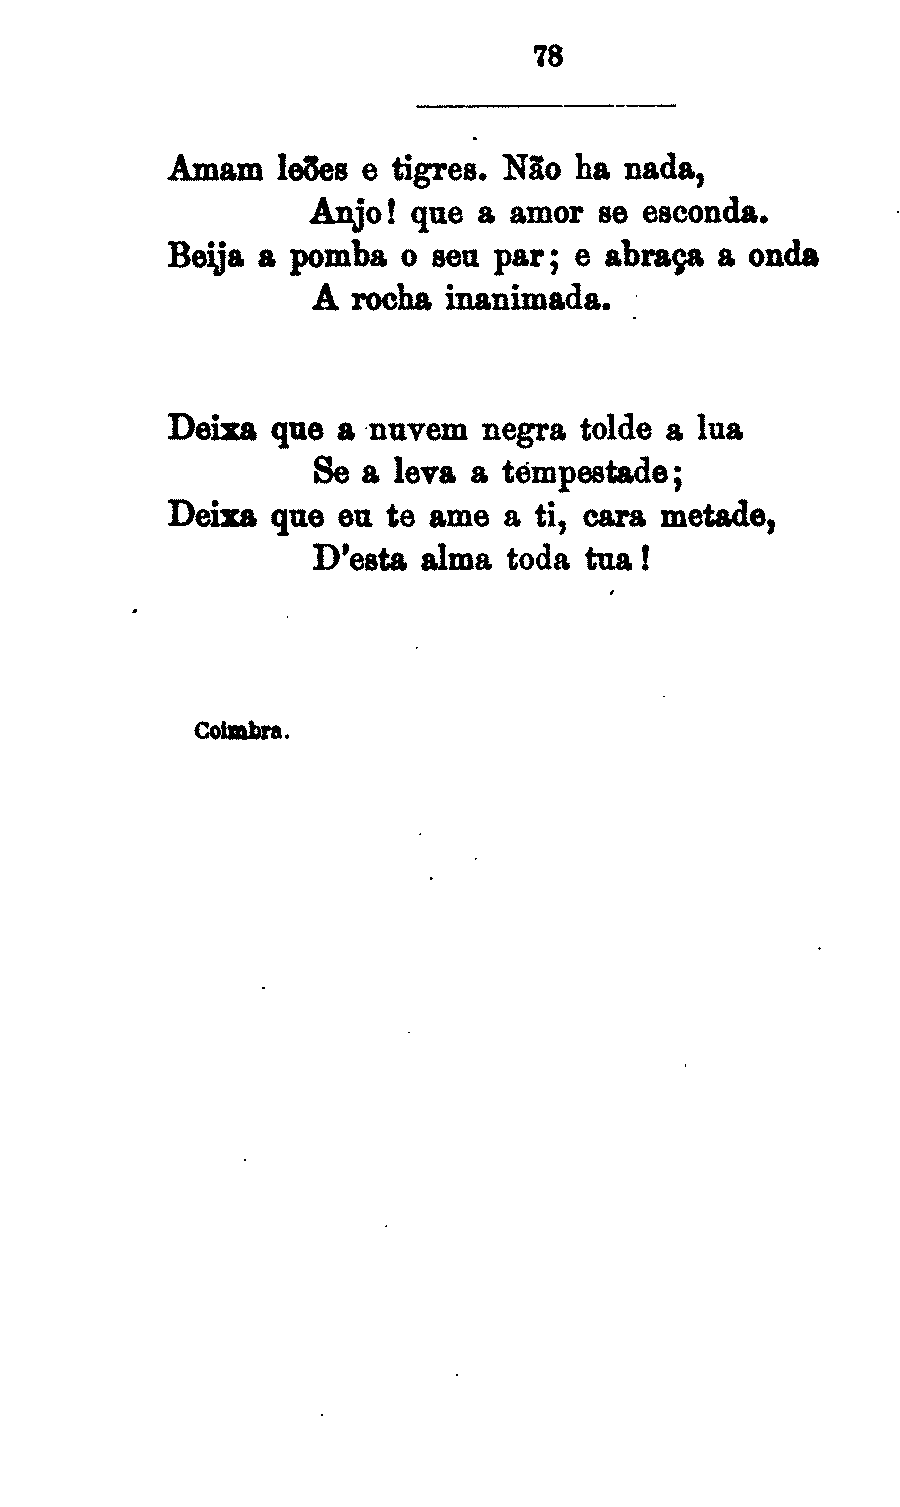 78
Amam leões e tigres. Não ha nada,
Anjo! que a amor se esconda.
Beija a pomba o seu par; e abraça a onda
A rocha inanimada.
Deixa que a nuvem negra tolde a lua
Se a leva a tempestade;
Deixa que eu te ame a ti, cara metade,
D'esta alma toda tua!
Coimbra.